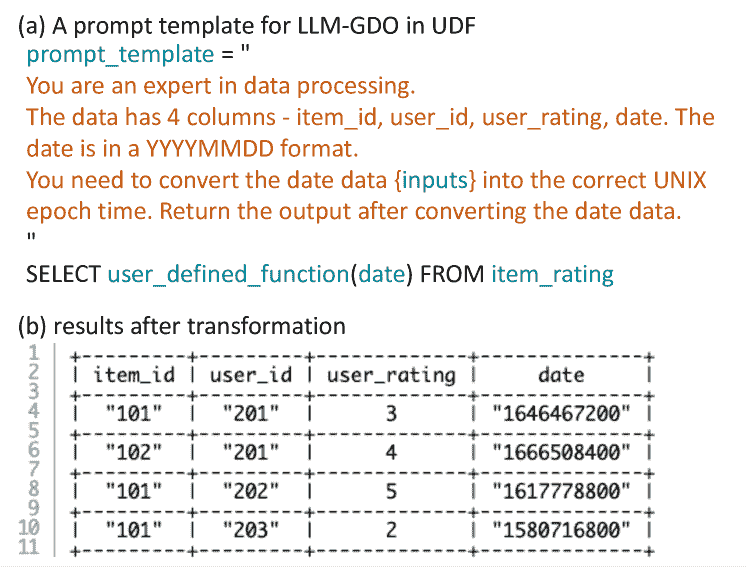 (a) A prompt template for LLM-GDO in UDF
prompt_template = "
You are an expert in data processing.
The data has 4 columns - item_id, user_id, user_rating, date. The
date is in a YYYYMMDD format.
You need to convert the date data {inputs} into the correct UNIX
epoch time. Return the output after converting the date data.
"
SELECT user_defined_function(date) FROM item_rating
(b) results after transformation
1 +---------+---------+-------------+--------------+
2 | item_id | user_id | user_rating | date |
3 +---------+---------+-------------+--------------+
4 | "101" | "201" | 3 | "1646467200" |
5 +---------+---------+-------------+--------------+
6 | "102" | "201" | 4 | "1666508400" |
7 +---------+---------+-------------+--------------+
8 | "101" | "202" | 5 | "1617778800" |
9 +---------+---------+-------------+--------------+
10 | "101" | "203" | 2 | "1580716800" |
11 +---------+---------+-------------+--------------+